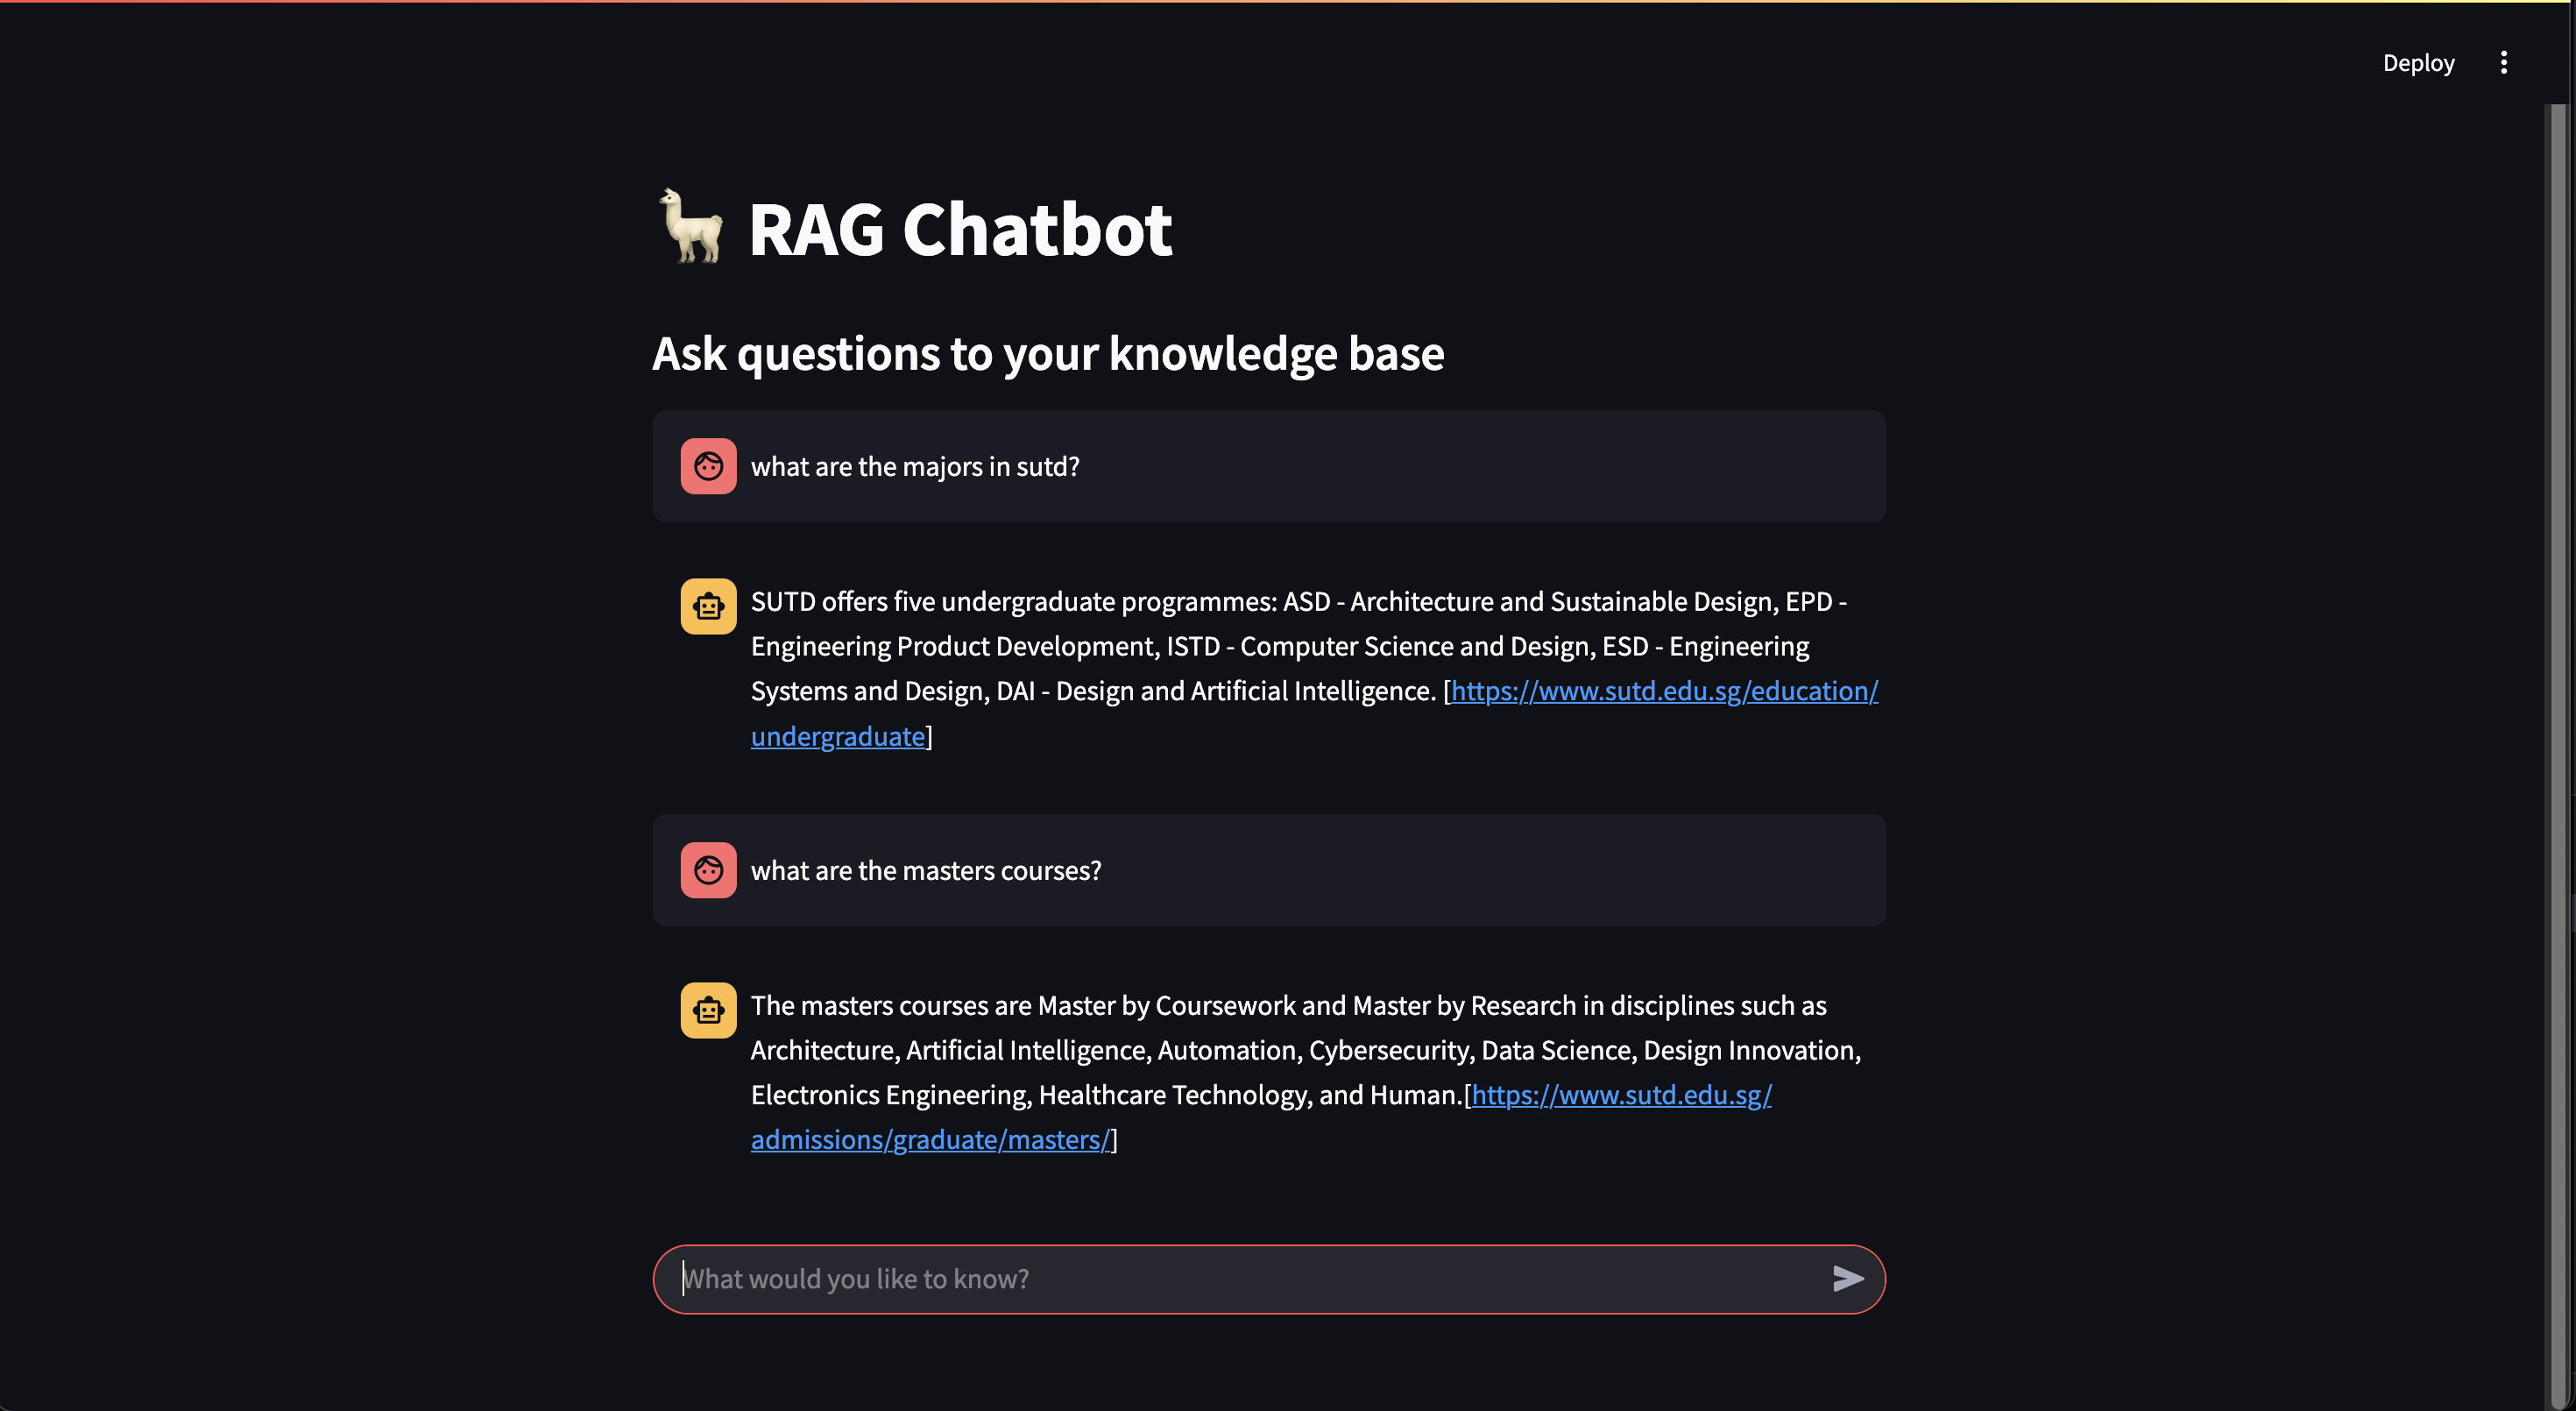 Deploy
RAG Chatbot
Ask questions to your knowledge base
what are the majors in sutd?
SUTD offers five undergraduate programmes: ASD - Architecture and Sustainable Design, EPD -
Engineering Product Development, ISTD - Computer Science and Design, ESD - Engineering
Systems and Design, DAI - Design and Artificial Intelligence. [https://www.sutd.edu.sg/education/
undergraduate]
what are the masters courses?
The masters courses are Master by Coursework and Master by Research in disciplines such as
Architecture, Artificial Intelligence, Automation, Cybersecurity, Data Science, Design Innovation,
Electronics Engineering, Healthcare Technology, and Human.[https://www.sutd.edu.sg/
admissions/graduate/masters/]
What would you like to know?